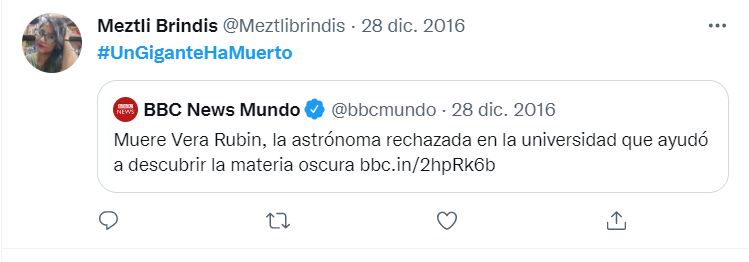 Meztli Brindis @Meztlibrindis · 28 dic. 2016
#UnGiganteHaMuerto
BBC NEWS BBC News Mundo @bbcmundo · 28 dic. 2016
Muere Vera Rubin, la astrónoma rechazada en la universidad que ayudó
a descubrir la materia oscura bbc.in/2hpRk6b